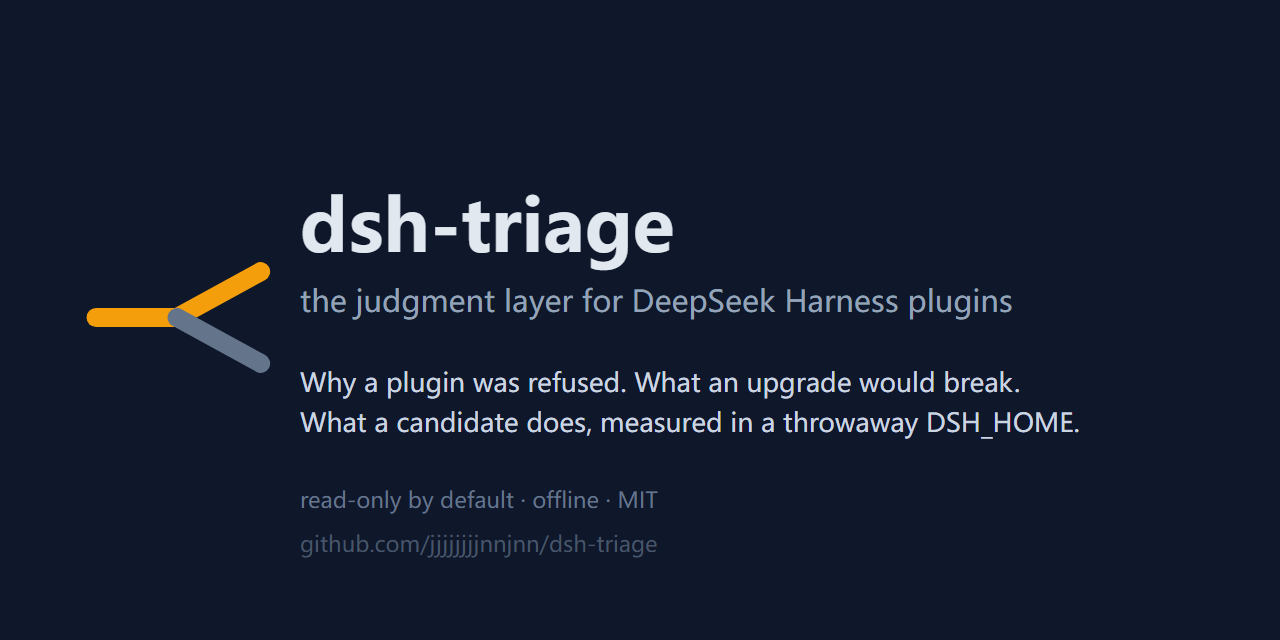 dsh-triage
the judgment layer for DeepSeek Harness plugins
Why a plugin was refused. What an upgrade would break.
What a candidate does, measured in a throwaway DSH_HOME.
read-only by default · offline · MIT
github.com/jjjjjjjjnnjnn/dsh-triage